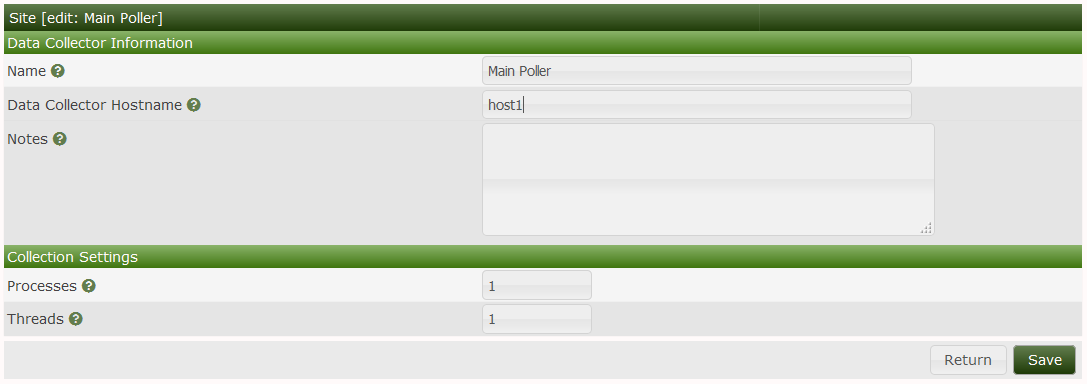 Site [edit: Main Poller]
Data Collector Information
Name ? Main Poller
Data Collector Hostname ? host1
Notes ?
Collection Settings
Processes ? 1
Threads ? 1
Return Save